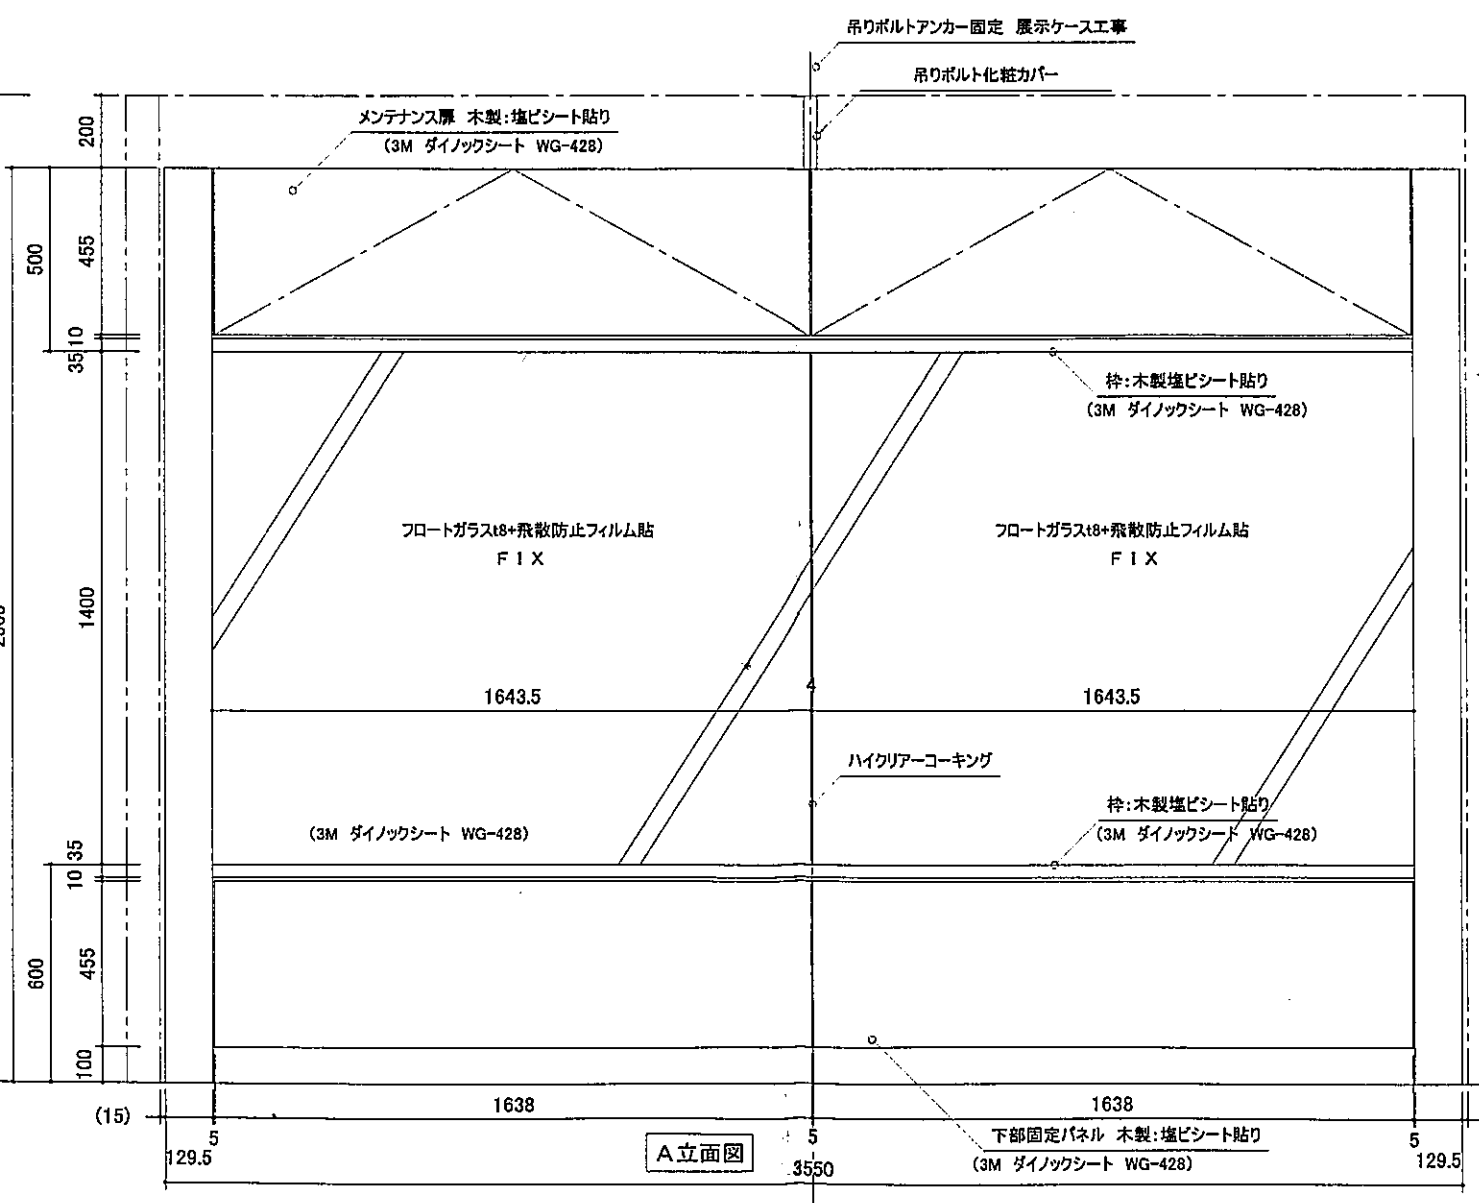 吊りボルトアンカー固定 展示ケース工事
吊りボルト化粧カバー
メンテナンス扉 木製:塩ビシート貼り
(3M ダイノックシート WG-428)
200
500
455
10
35
枠:木製塩ビシート貼り
(3M ダイノックシート WG-428)
フロートガラスt8+飛散防止フィルム貼
FIX
フロートガラスt8+飛散防止フィルム貼
FIX
1400
1643.5
4
1643.5
ハイクリアーコーキング
枠:木製塩ビシート貼り
(3M ダイノックシート WG-428)
(3M ダイノックシート WG-428)
35
10
600
455
100
(15)
1638
1638
5
5
5
129.5
A立面図
3550
下部固定パネル 木製:塩ビシート貼り
(3M ダイノックシート WG-428)
129.5